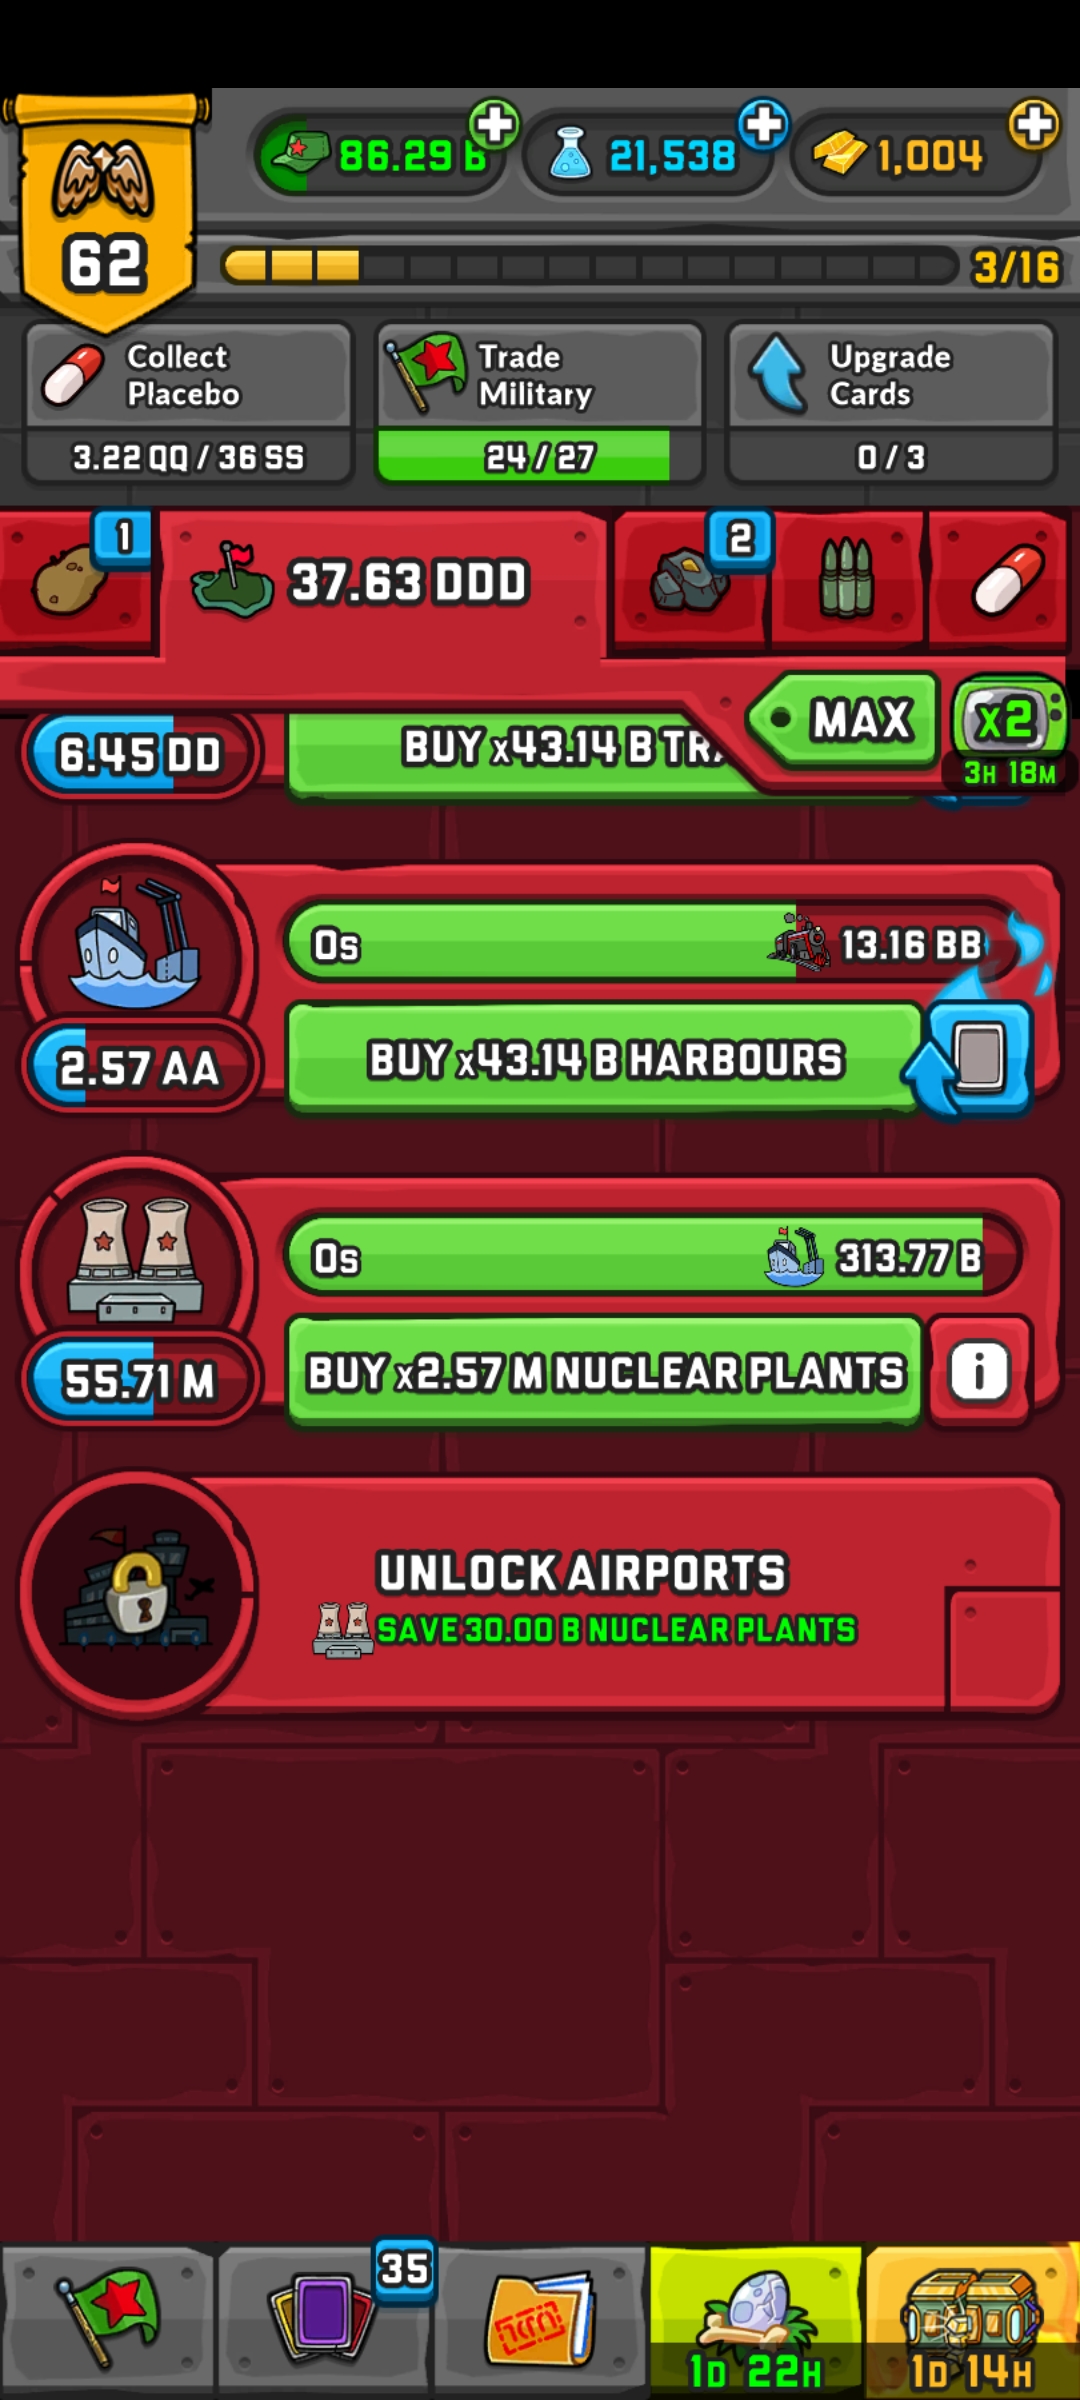 62
86.29 B
21,538
1,004
3/16
Collect
Placebo
3.22 QQ / 36 SS
Trade
Military
24 / 27
Upgrade
Cards
0 / 3
1
37.63 DDD
2
MAX
x2
3H 18M
6.45 DD
BUY x43.14 B
0s
13.16 BB
2.57 AA
BUY x43.14 B HARBOURS
0s
313.77 B
55.71 M
BUY x2.57 M NUCLEAR PLANTS
i
UNLOCK AIRPORTS
SAVE 30.00 B NUCLEAR PLANTS
35
1D 22H
1D 14H